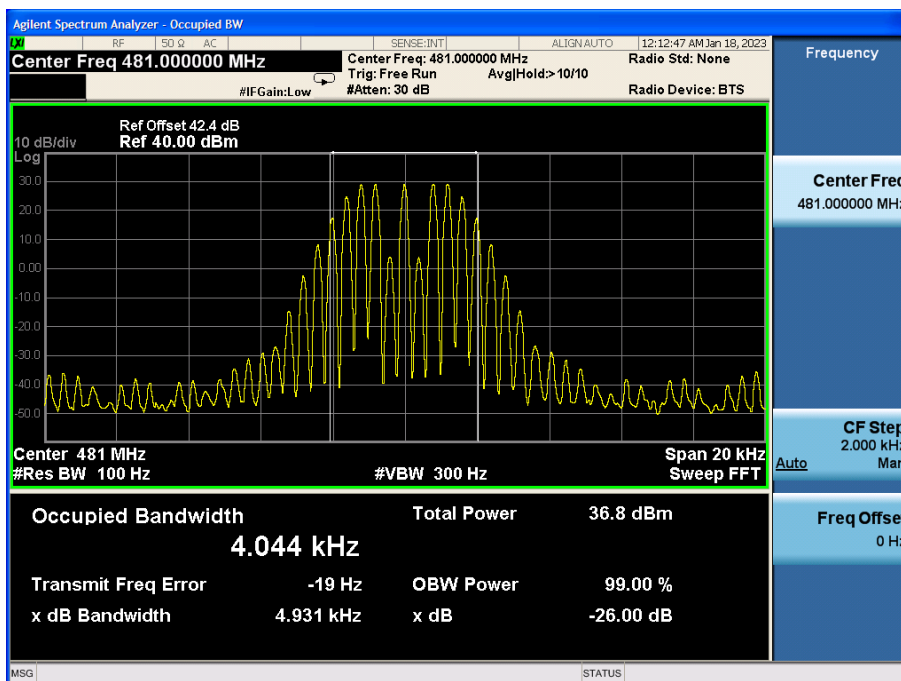 Agilent Spectrum Analyzer - Occupied BW
LXI RF 50 Ω AC SENSE:INT ALIGN AUTO 12:12:47 AM Jan 18, 2023
Center Freq 481.000000 MHz
Center Freq: 481.000000 MHz Radio Std: None
Trig: Free Run Avg|Hold:>10/10
#IFGain:Low #Atten: 30 dB Radio Device: BTS
Ref Offset 42.4 dB
10 dB/div Ref 40.00 dBm
Log
30.0
20.0
10.0
0.00
-10.0
-20.0
-30.0
-40.0
-50.0
Center 481 MHz Span 20 kHz
#Res BW 100 Hz #VBW 300 Hz Sweep FFT
Occupied Bandwidth Total Power 36.8 dBm
4.044 kHz
Transmit Freq Error -19 Hz OBW Power 99.00 %
x dB Bandwidth 4.931 kHz x dB -26.00 dB
MSG STATUS
Frequency
Center Freq
481.000000 MHz
CF Step
2.000 kHz
Auto Man
Freq Offse
0 Hz